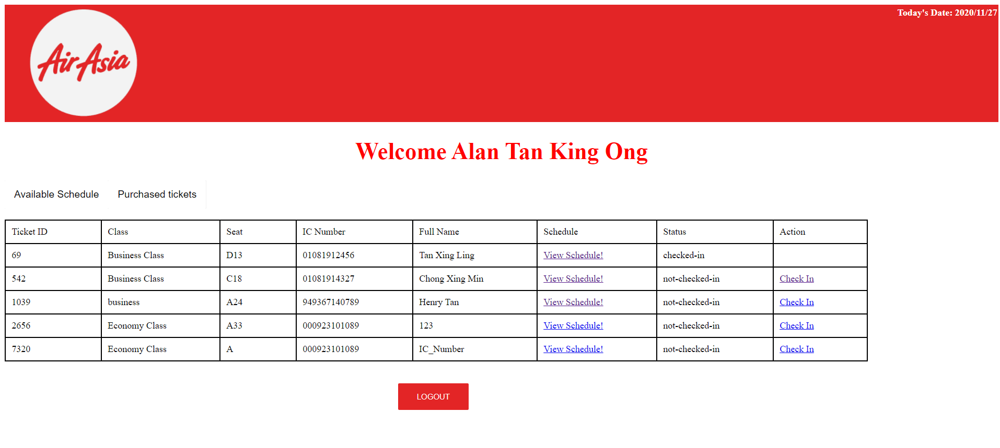 AirAsia
Today's Date: 2020/11/27
Welcome Alan Tan King Ong
Available Schedule Purchased tickets
Ticket ID Class Seat IC Number Full Name Schedule Status Action
69 Business Class D13 01081912456 Tan Xing Ling View Schedule! checked-in
542 Business Class C18 01081914327 Chong Xing Min View Schedule! not-checked-in Check In
1039 business A24 949367140789 Henry Tan View Schedule! not-checked-in Check In
2656 Economy Class A33 000923101089 123 View Schedule! not-checked-in Check In
7320 Economy Class A 000923101089 IC_Number View Schedule! not-checked-in Check In
LOGOUT